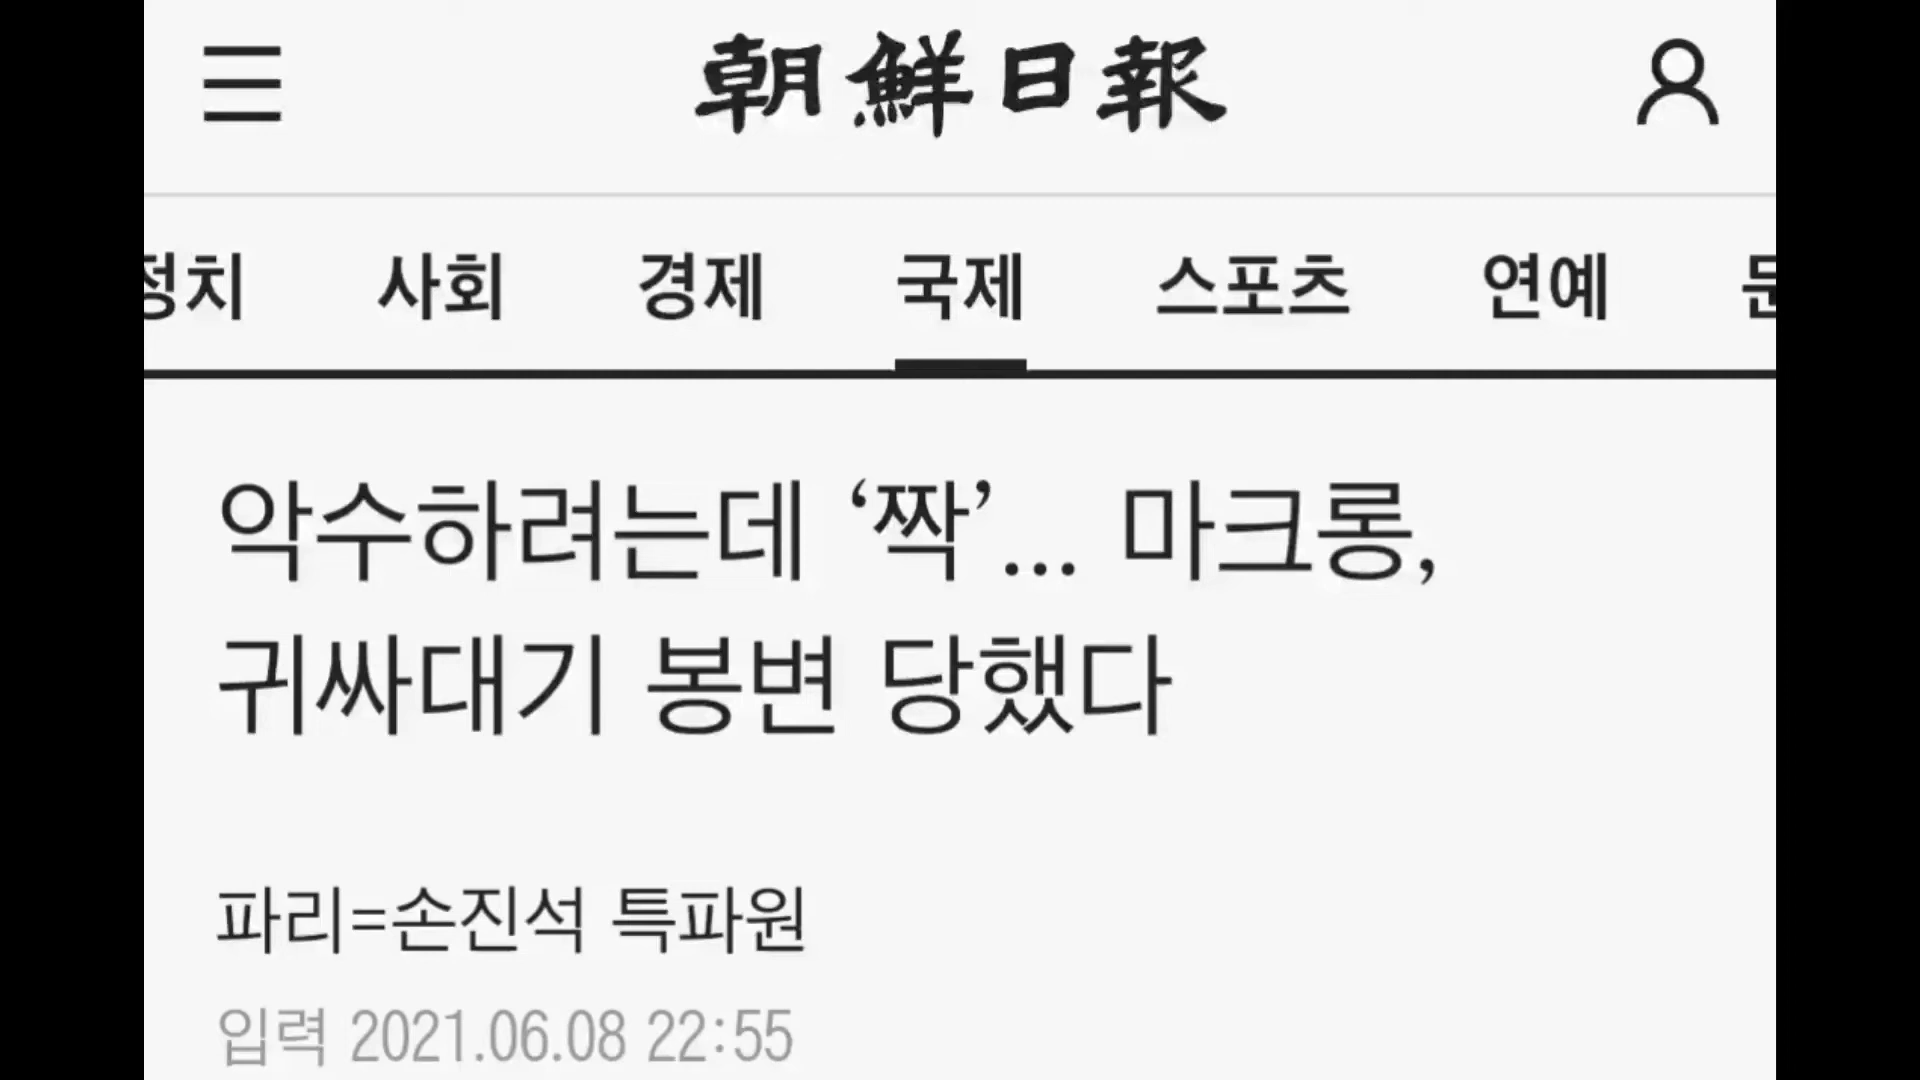 朝鮮日報
정치 사회 경제 국제 스포츠 연예
악수하려는데 ‘짝’... 마크롱,
귀싸대기 봉변 당했다
파리=손진석 특파원
입력 2021.06.08 22:55